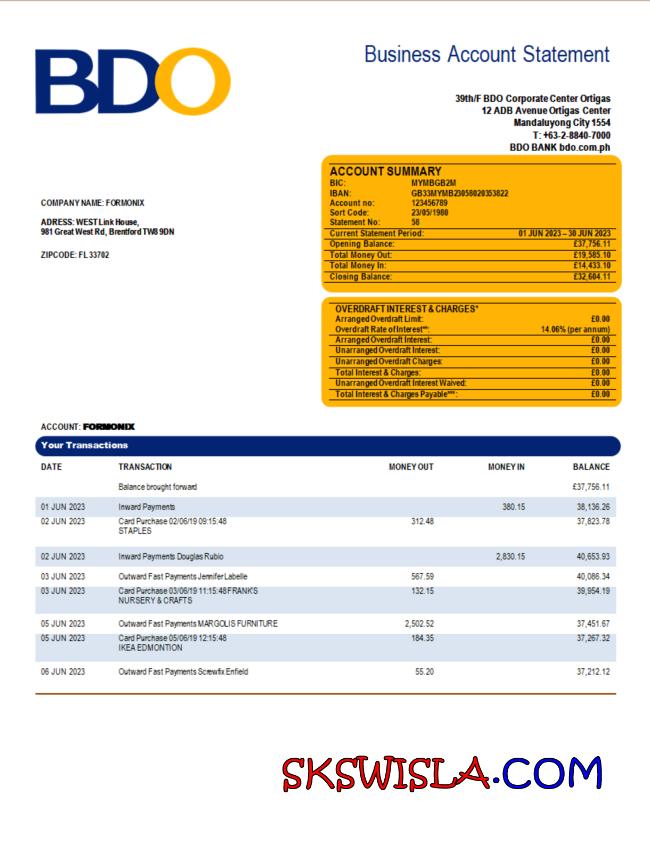 BDO
Business Account Statement
39th/F BDO Corporate Center Ortigas
12 ADB Avenue Ortigas Center
Mandaluyong City 1554
T: +63-2-8840-7000
BDO BANK bdo.com.ph
COMPANY NAME: FORMONIX
ADRESS: WEST Link House,
981 Great West Rd, Brentford TW8 9DN
ZIPCODE: FL 33702
ACCOUNT SUMMARY
BIC: MYMBGB2M
IBAN: GB33MYMB23058020353822
Account no: 123456789
Sort Code: 23/05/1980
Statement No: 58
Current Statement Period: 01 JUN 2023 – 30 JUN 2023
Opening Balance: £37,756.11
Total Money Out: £19,585.10
Total Money In: £14,433.10
Closing Balance: £32,604.11
OVERDRAFT INTEREST & CHARGES*
Arranged Overdraft Limit: £0.00
Overdraft Rate of Interest**: 14.06% (per annum)
Arranged Overdraft Interest: £0.00
Unarranged Overdraft Interest: £0.00
Unarranged Overdraft Charges: £0.00
Total Interest & Charges: £0.00
Unarranged Overdraft Interest Waived: £0.00
Total Interest & Charges Payable***: £0.00
ACCOUNT: FORMONIX
Your Transactions
DATE TRANSACTION MONEY OUT MONEY IN BALANCE
Balance brought forward £37,756.11
01 JUN 2023 Inward Payments 380.15 38,136.26
02 JUN 2023 Card Purchase 02/06/19 09:15:48 312.48 37,823.78
STAPLES
02 JUN 2023 Inward Payments Douglas Rubio 2,830.15 40,653.93
03 JUN 2023 Outward Fast Payments Jennifer Labelle 567.59 40,086.34
03 JUN 2023 Card Purchase 03/06/19 11:15:48 FRANK'S 132.15 39,954.19
NURSERY & CRAFTS
05 JUN 2023 Outward Fast Payments MARGOLIS FURNITURE 2,502.52 37,451.67
05 JUN 2023 Card Purchase 05/06/19 12:15:48 184.35 37,267.32
IKEA EDMONTION
06 JUN 2023 Outward Fast Payments Screwfix Enfield 55.20 37,212.12
SKSWISLA.COM